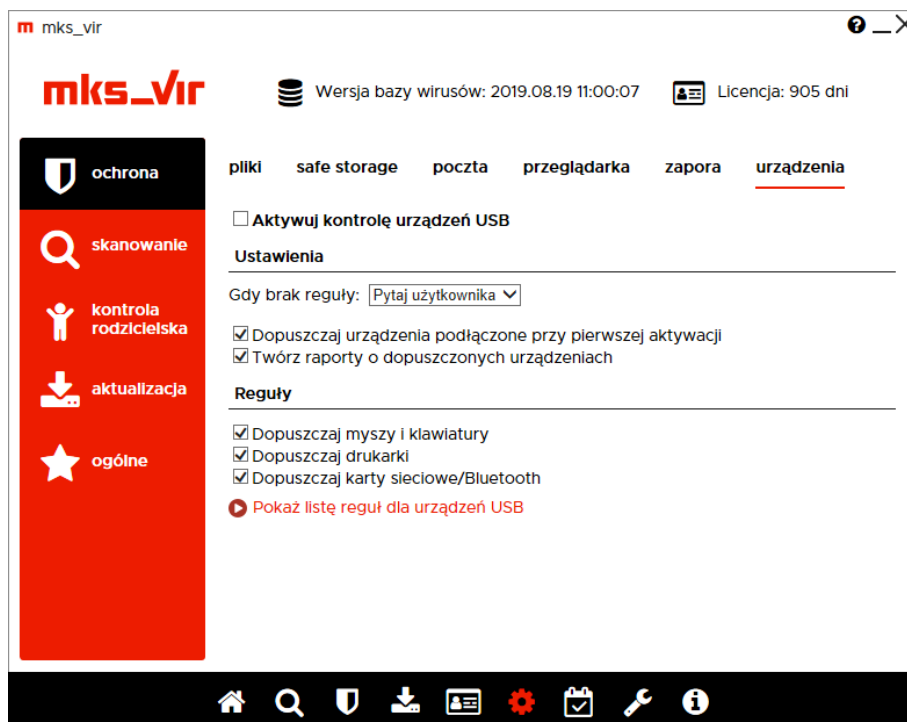 mks_vir
mks_vir
Wersja bazy wirusów: 2019.08.19 11:00:07
Licencja: 905 dni
ochrona
skanowanie
kontrola
rodzicielska
aktualizacja
ogólne
pliki safe storage poczta przeglądarka zapora urządzenia
Aktywuj kontrolę urządzeń USB
Ustawienia
Gdy brak reguły: Pytaj użytkownika
Dopuszczaj urządzenia podłączone przy pierwszej aktywacji
Twórz raporty o dopuszczonych urządzeniach
Reguły
Dopuszczaj myszy i klawiatury
Dopuszczaj drukarki
Dopuszczaj karty sieciowe/Bluetooth
Pokaż listę reguł dla urządzeń USB